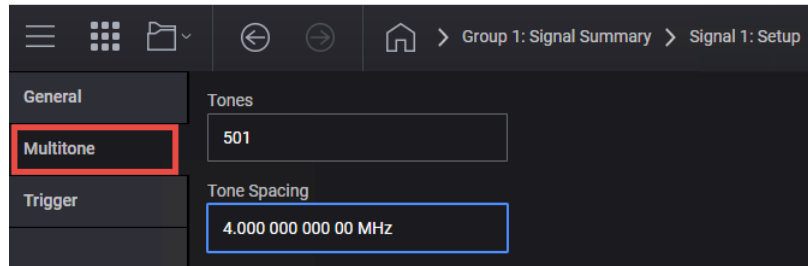 Group 1: Signal Summary > Signal 1: Setup
General
Multitone
Trigger
Tones
501
Tone Spacing
4.000 000 000 00 MHz